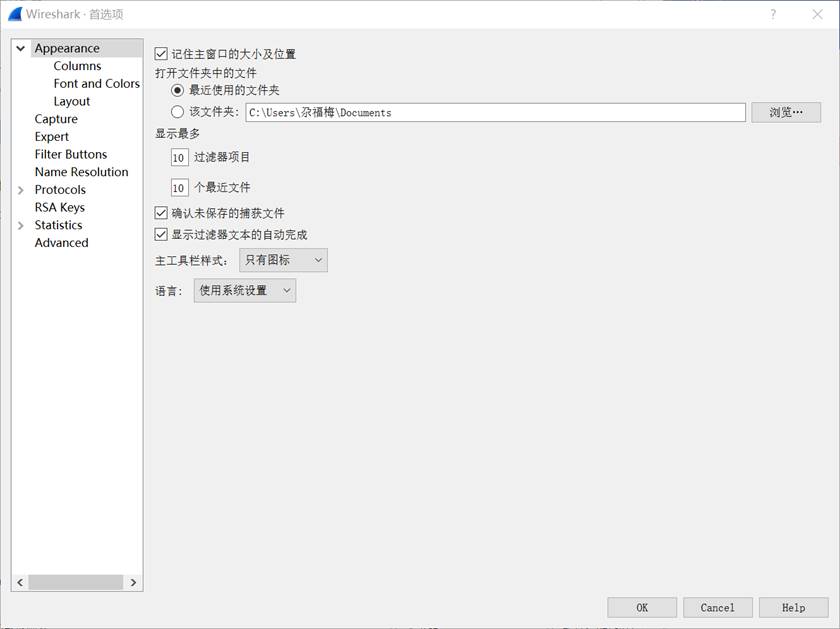 Wireshark · 首选项
Appearance
Columns
Font and Colors
Layout
Capture
Expert
Filter Buttons
Name Resolution
Protocols
RSA Keys
Statistics
Advanced
记住主窗口的大小及位置
打开文件夹中的文件
最近使用的文件夹
该文件夹: C:\Users\尕福梅\Documents 浏览…
显示最多
10 过滤器项目
10 个最近文件
确认未保存的捕获文件
显示过滤器文本的自动完成
主工具栏样式: 只有图标
语言: 使用系统设置
OK Cancel Help